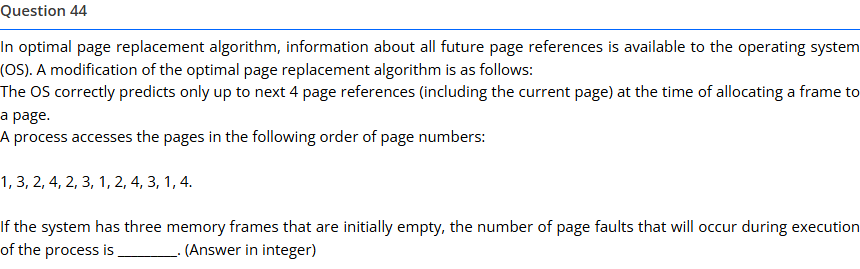 Question 44
In optimal page replacement algorithm, information about all future page references is available to the operating system
(OS). A modification of the optimal page replacement algorithm is as follows:
The OS correctly predicts only up to next 4 page references (including the current page) at the time of allocating a frame to
a page.
A process accesses the pages in the following order of page numbers:
1, 3, 2, 4, 2, 3, 1, 2, 4, 3, 1, 4.
If the system has three memory frames that are initially empty, the number of page faults that will occur during execution
of the process is ________. (Answer in integer)